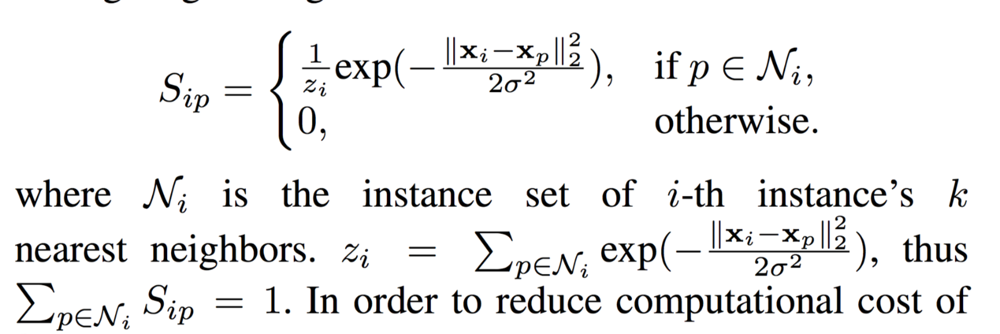 S_{ip} = \begin{cases} \frac{1}{z_i} \exp(-\frac{\|\mathbf{x}_i - \mathbf{x}_p\|_2^2}{2\sigma^2}), & \text{if } p \in \mathcal{N}_i, \\ 0, & \text{otherwise.} \end{cases}
where \mathcal{N}_i is the instance set of i-th instance’s k
nearest neighbors. z_i = \sum_{p \in \mathcal{N}_i} \exp(-\frac{\|\mathbf{x}_i - \mathbf{x}_p\|_2^2}{2\sigma^2}), thus
\sum_{p \in \mathcal{N}_i} S_{ip} = 1. In order to reduce computational cost of